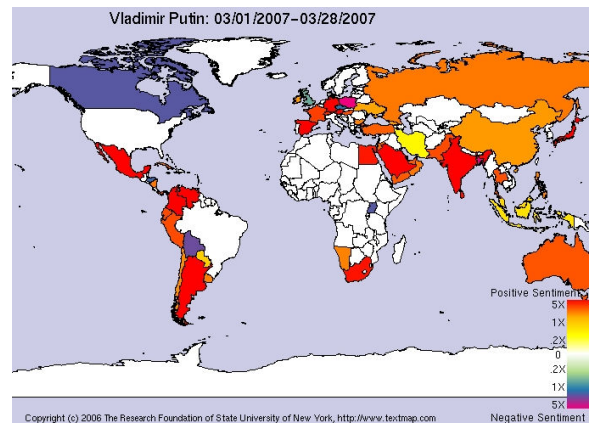 Vladimir Putin: 03/01/2007-03/28/2007
Positive Sentiment
5X
1X
.2X
0
.2X
1X
5X
Negative Sentiment
Copyright (c) 2006 The Research Foundation of State University of New York, http://www.textmap.com